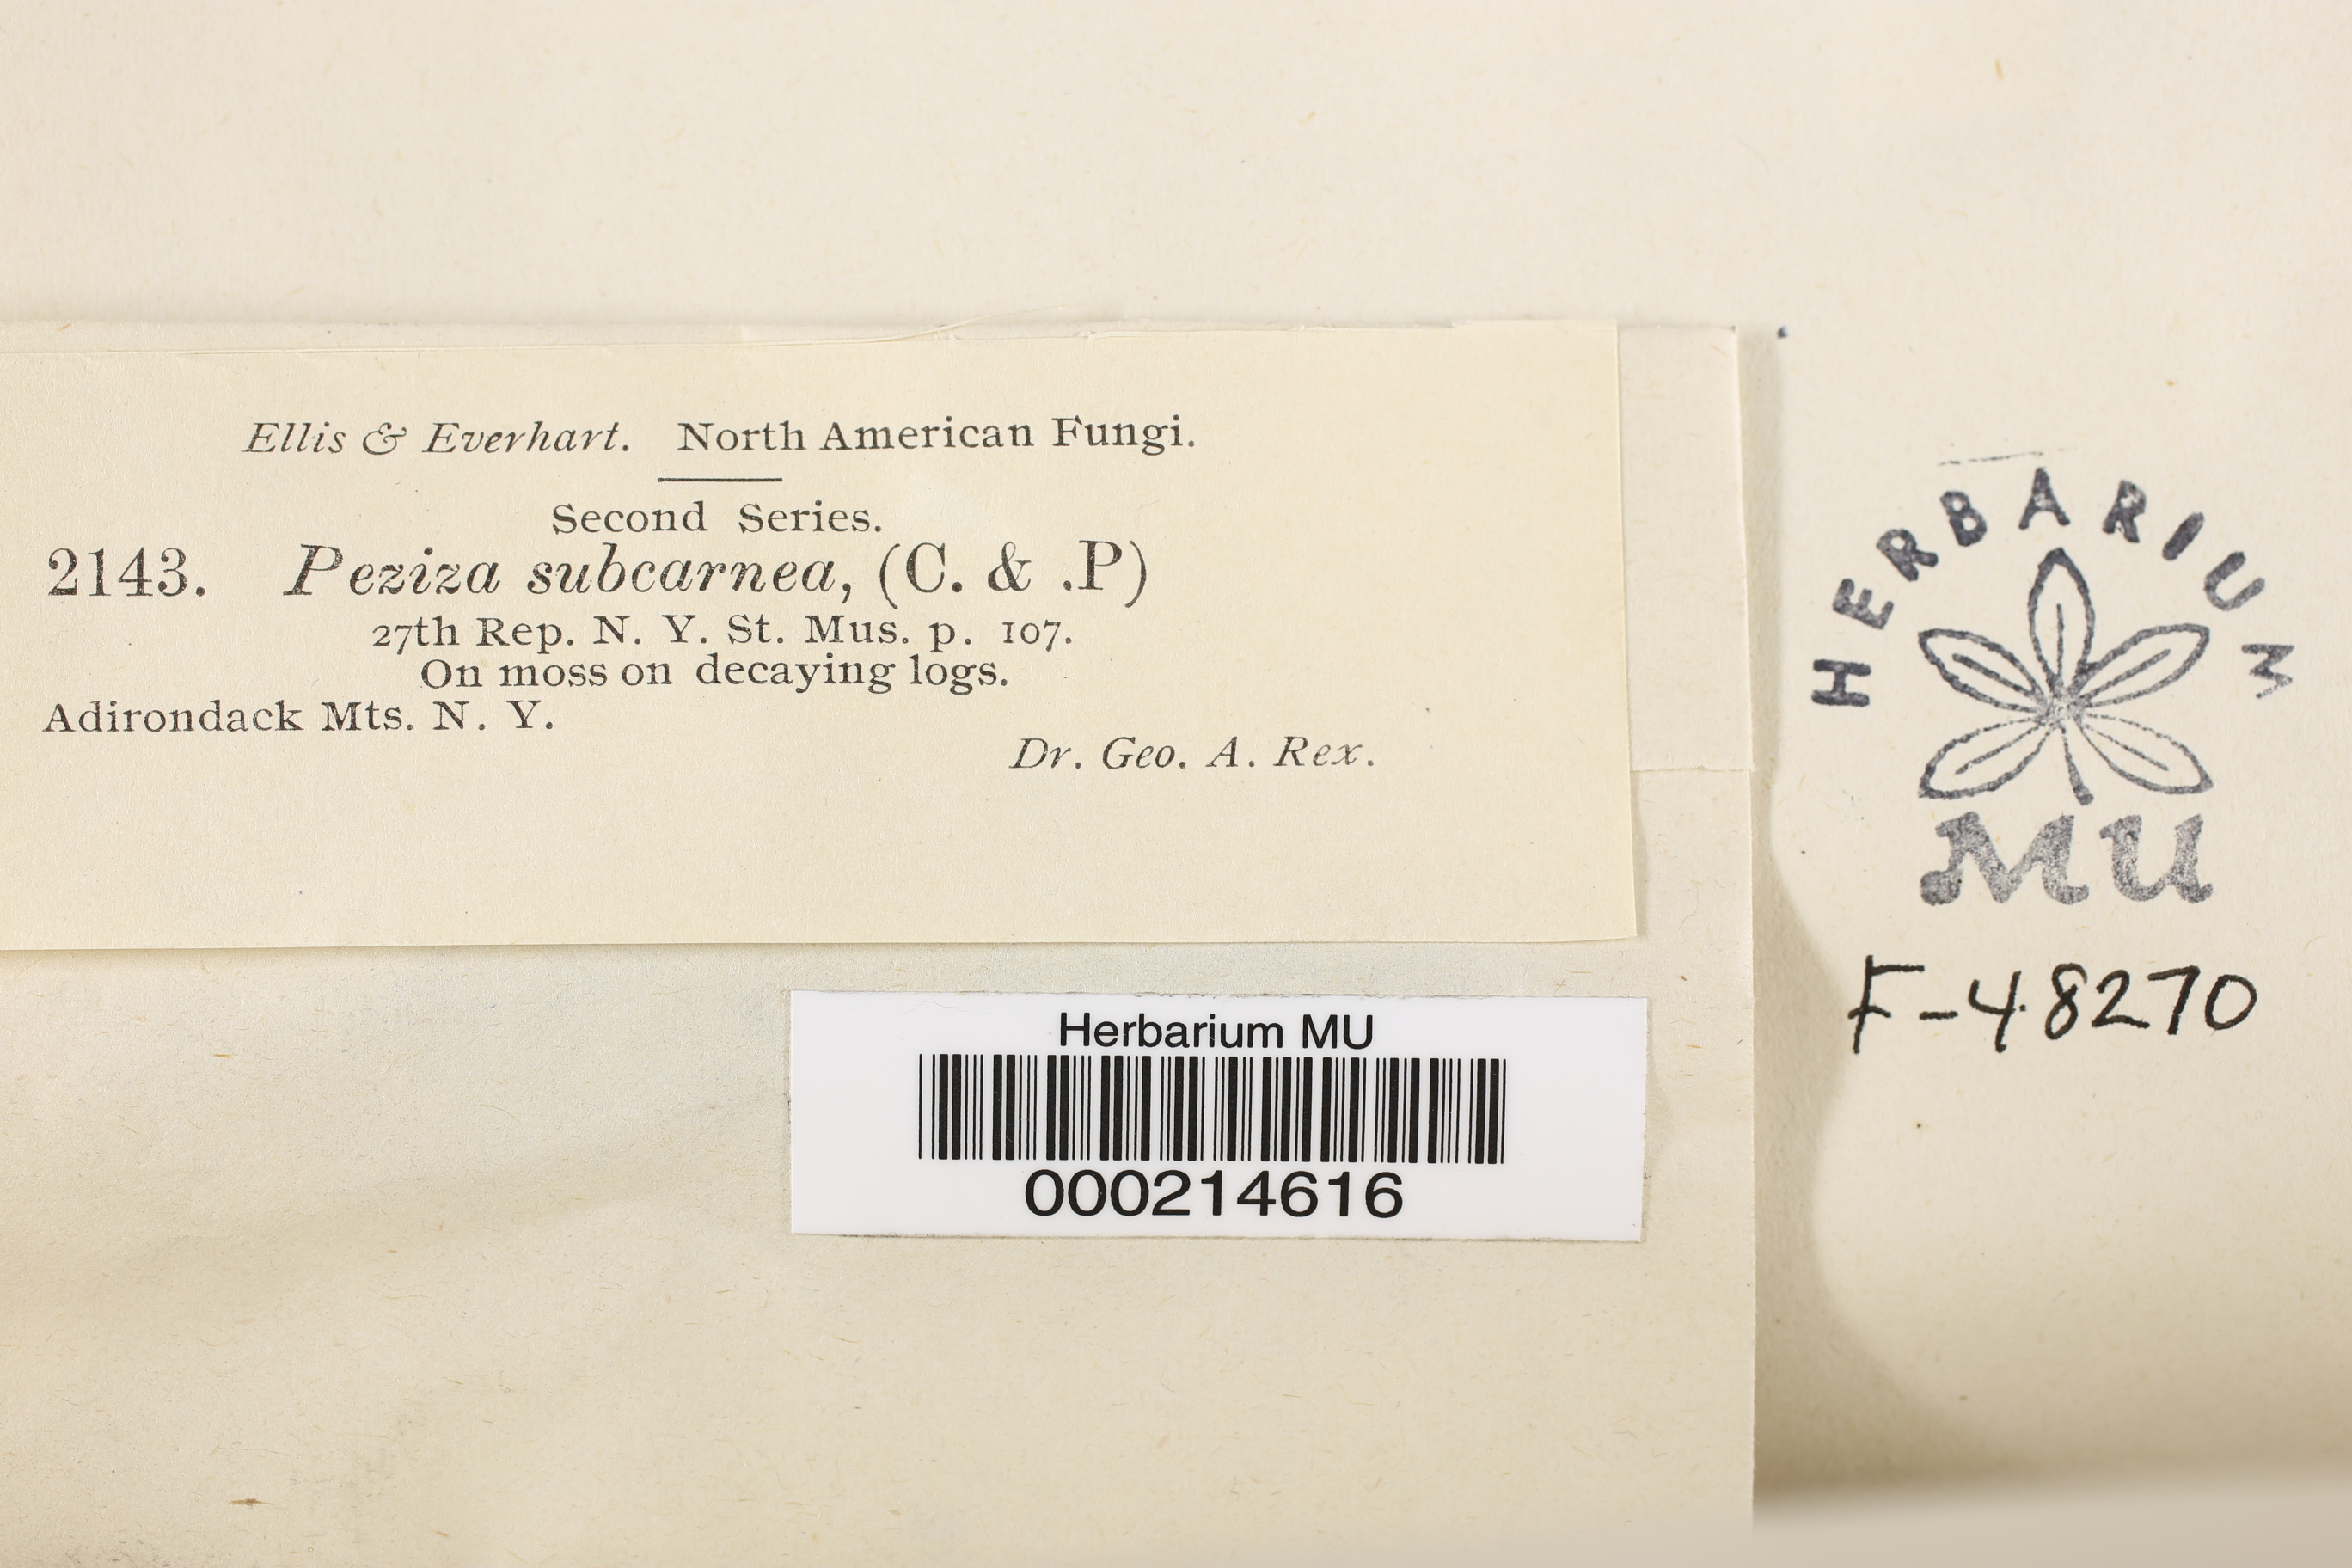 Ellis & Everhart. North American Fungi.
Second Series.
2143. Peziza subcarnea, (C. & .P)
27th Rep. N. Y. St. Mus. p. 107.
On moss on decaying logs.
Adirondack Mts. N. Y.
Dr. Geo. A. Rex.
HERBARIUM
MU
F-48270
Herbarium MU
000214616